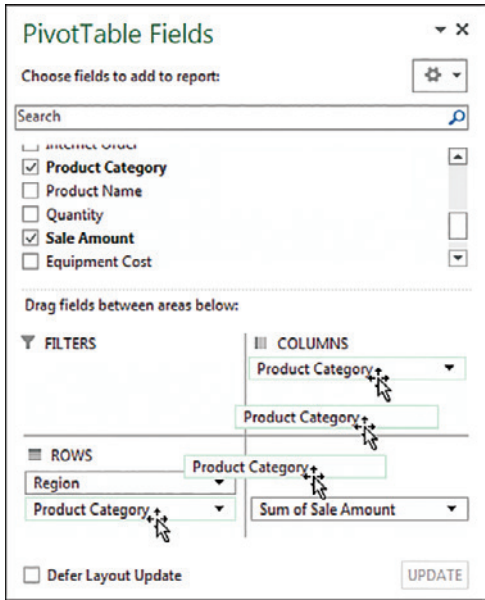 PivotTable Fields
Choose fields to add to report:
Search
Internet Order
Product Category
Product Name
Quantity
Sale Amount
Equipment Cost
Drag fields between areas below:
FILTERS
COLUMNS
Product Category
Product Category
ROWS
Product Category
Region
Product Category
Sum of Sale Amount
Defer Layout Update
UPDATE